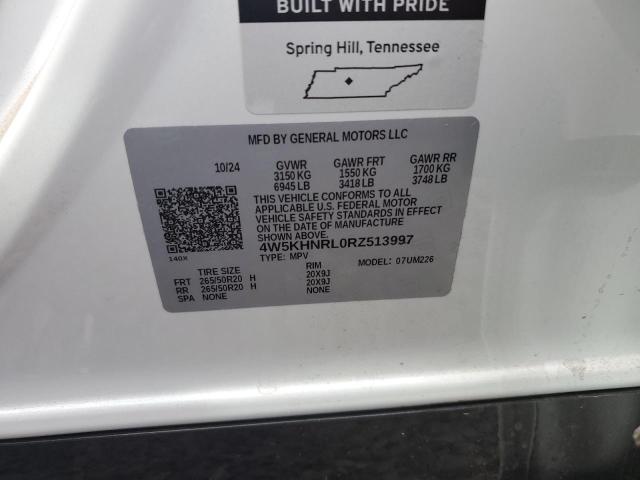 BUILT WITH PRIDE
Spring Hill, Tennessee
MFD BY GENERAL MOTORS LLC
10/24 GVWR GAWR FRT GAWR RR
3150 KG 1550 KG 1700 KG
6945 LB 3418 LB 3748 LB
THIS VEHICLE CONFORMS TO ALL
APPLICABLE U.S. FEDERAL MOTOR
VEHICLE SAFETY STANDARDS IN EFFECT
ON THE DATE OF MANUFACTURE
SHOWN ABOVE.
4W5KHNRL0RZ513997
140X
TYPE: MPV MODEL: 07UM226
TIRE SIZE RIM
FRT 265/50R20 H 20X9J
RR 265/50R20 H 20X9J
SPA NONE NONE